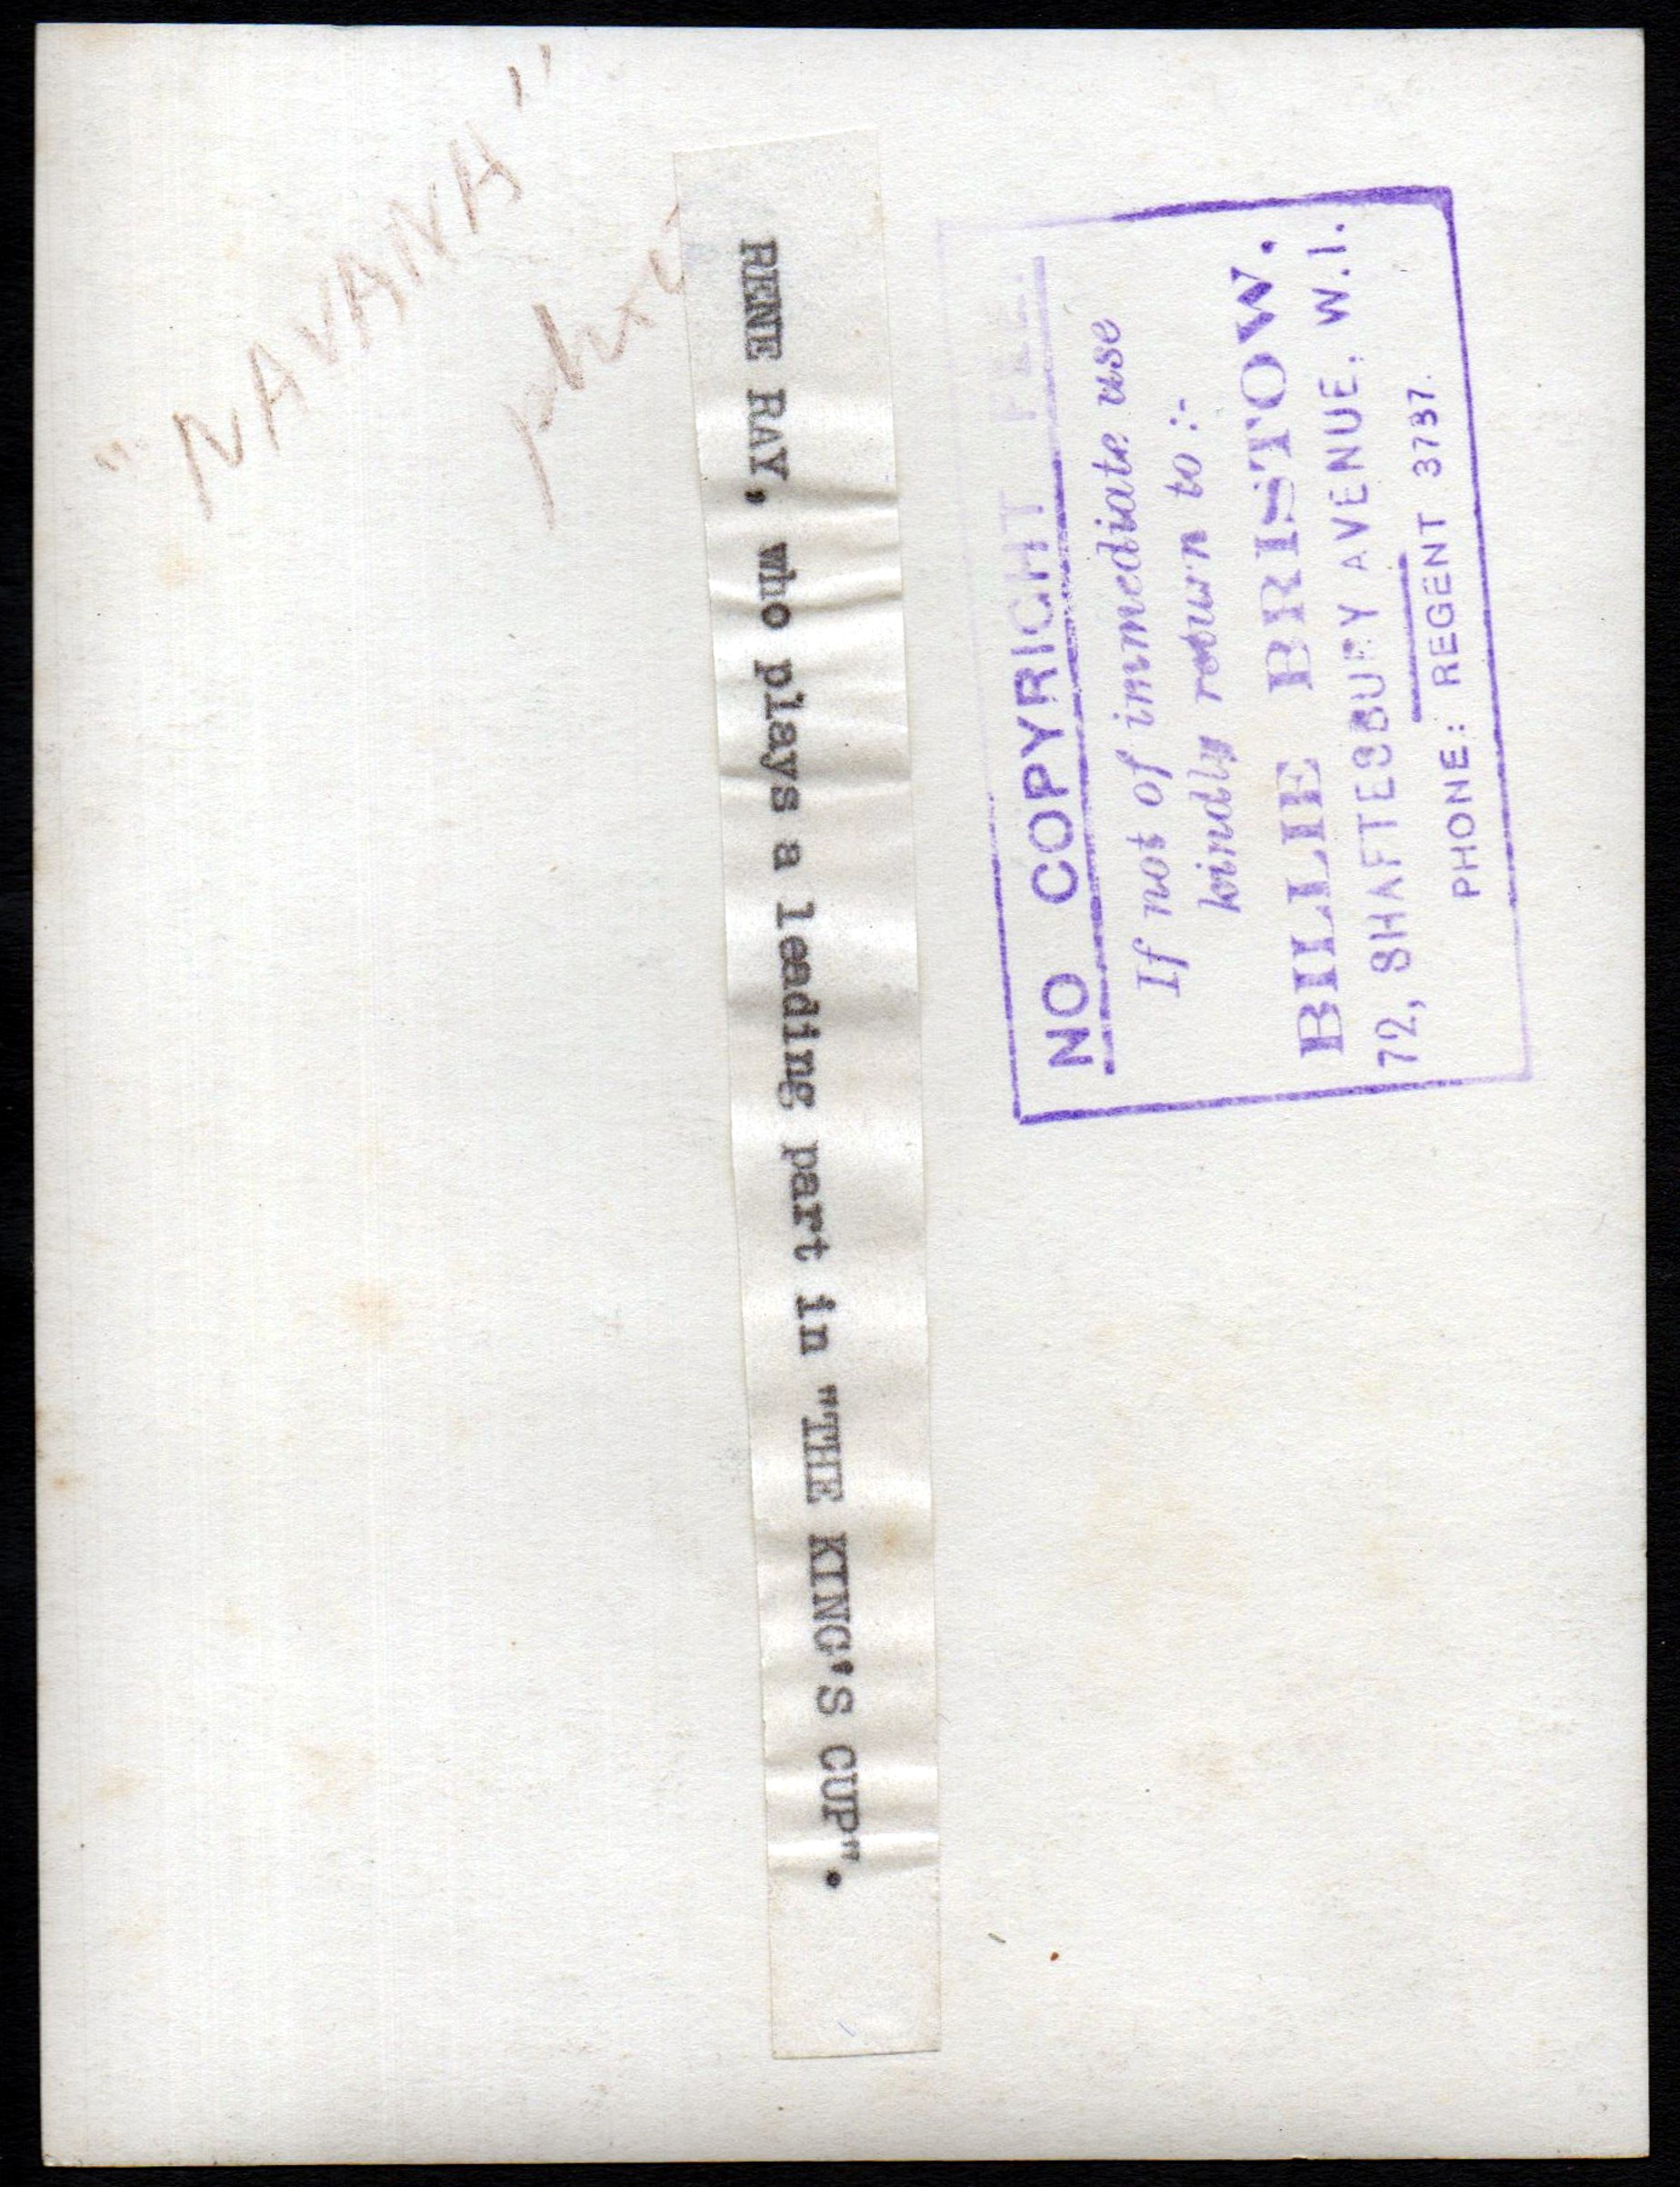 "NAVANA"
RENE RAY, who plays a leading part in "THE KING'S CUP".
NO COPYRIGHT
If not of immediate use
kindly return to :-
BILLIE BRISTOW.
72, SHAFTESBURY AVENUE, W.1.
PHONE: REGENT